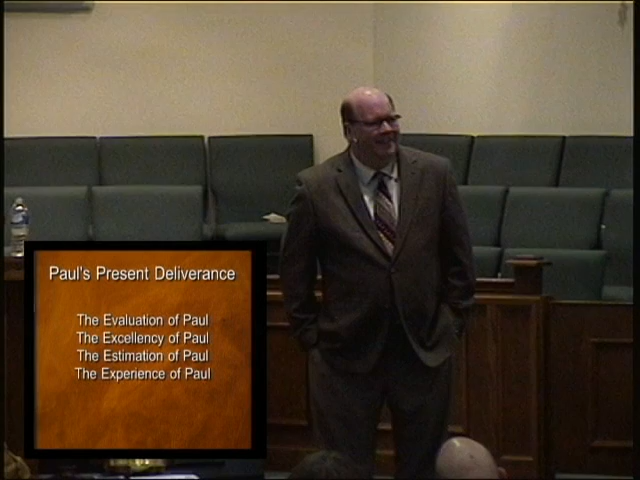 Paul's Present Deliverance
The Evaluation of Paul
The Excellency of Paul
The Estimation of Paul
The Experience of Paul